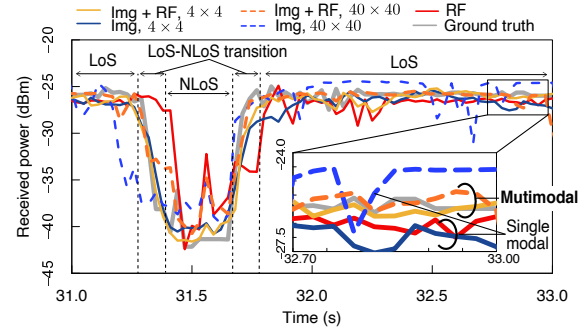 Img + RF, 4 × 4
Img + RF, 40 × 40
RF
Img, 4 × 4
Img, 40 × 40
Ground truth
−20
−25
−30
−35
−40
−45
Received power (dBm)
LoS
LoS-NLoS transition
NLoS
LoS
-24.0
-27.5
32.70
33.00
Mutimodal
Single
modal
31.0
31.5
32.0
32.5
33.0
Time (s)